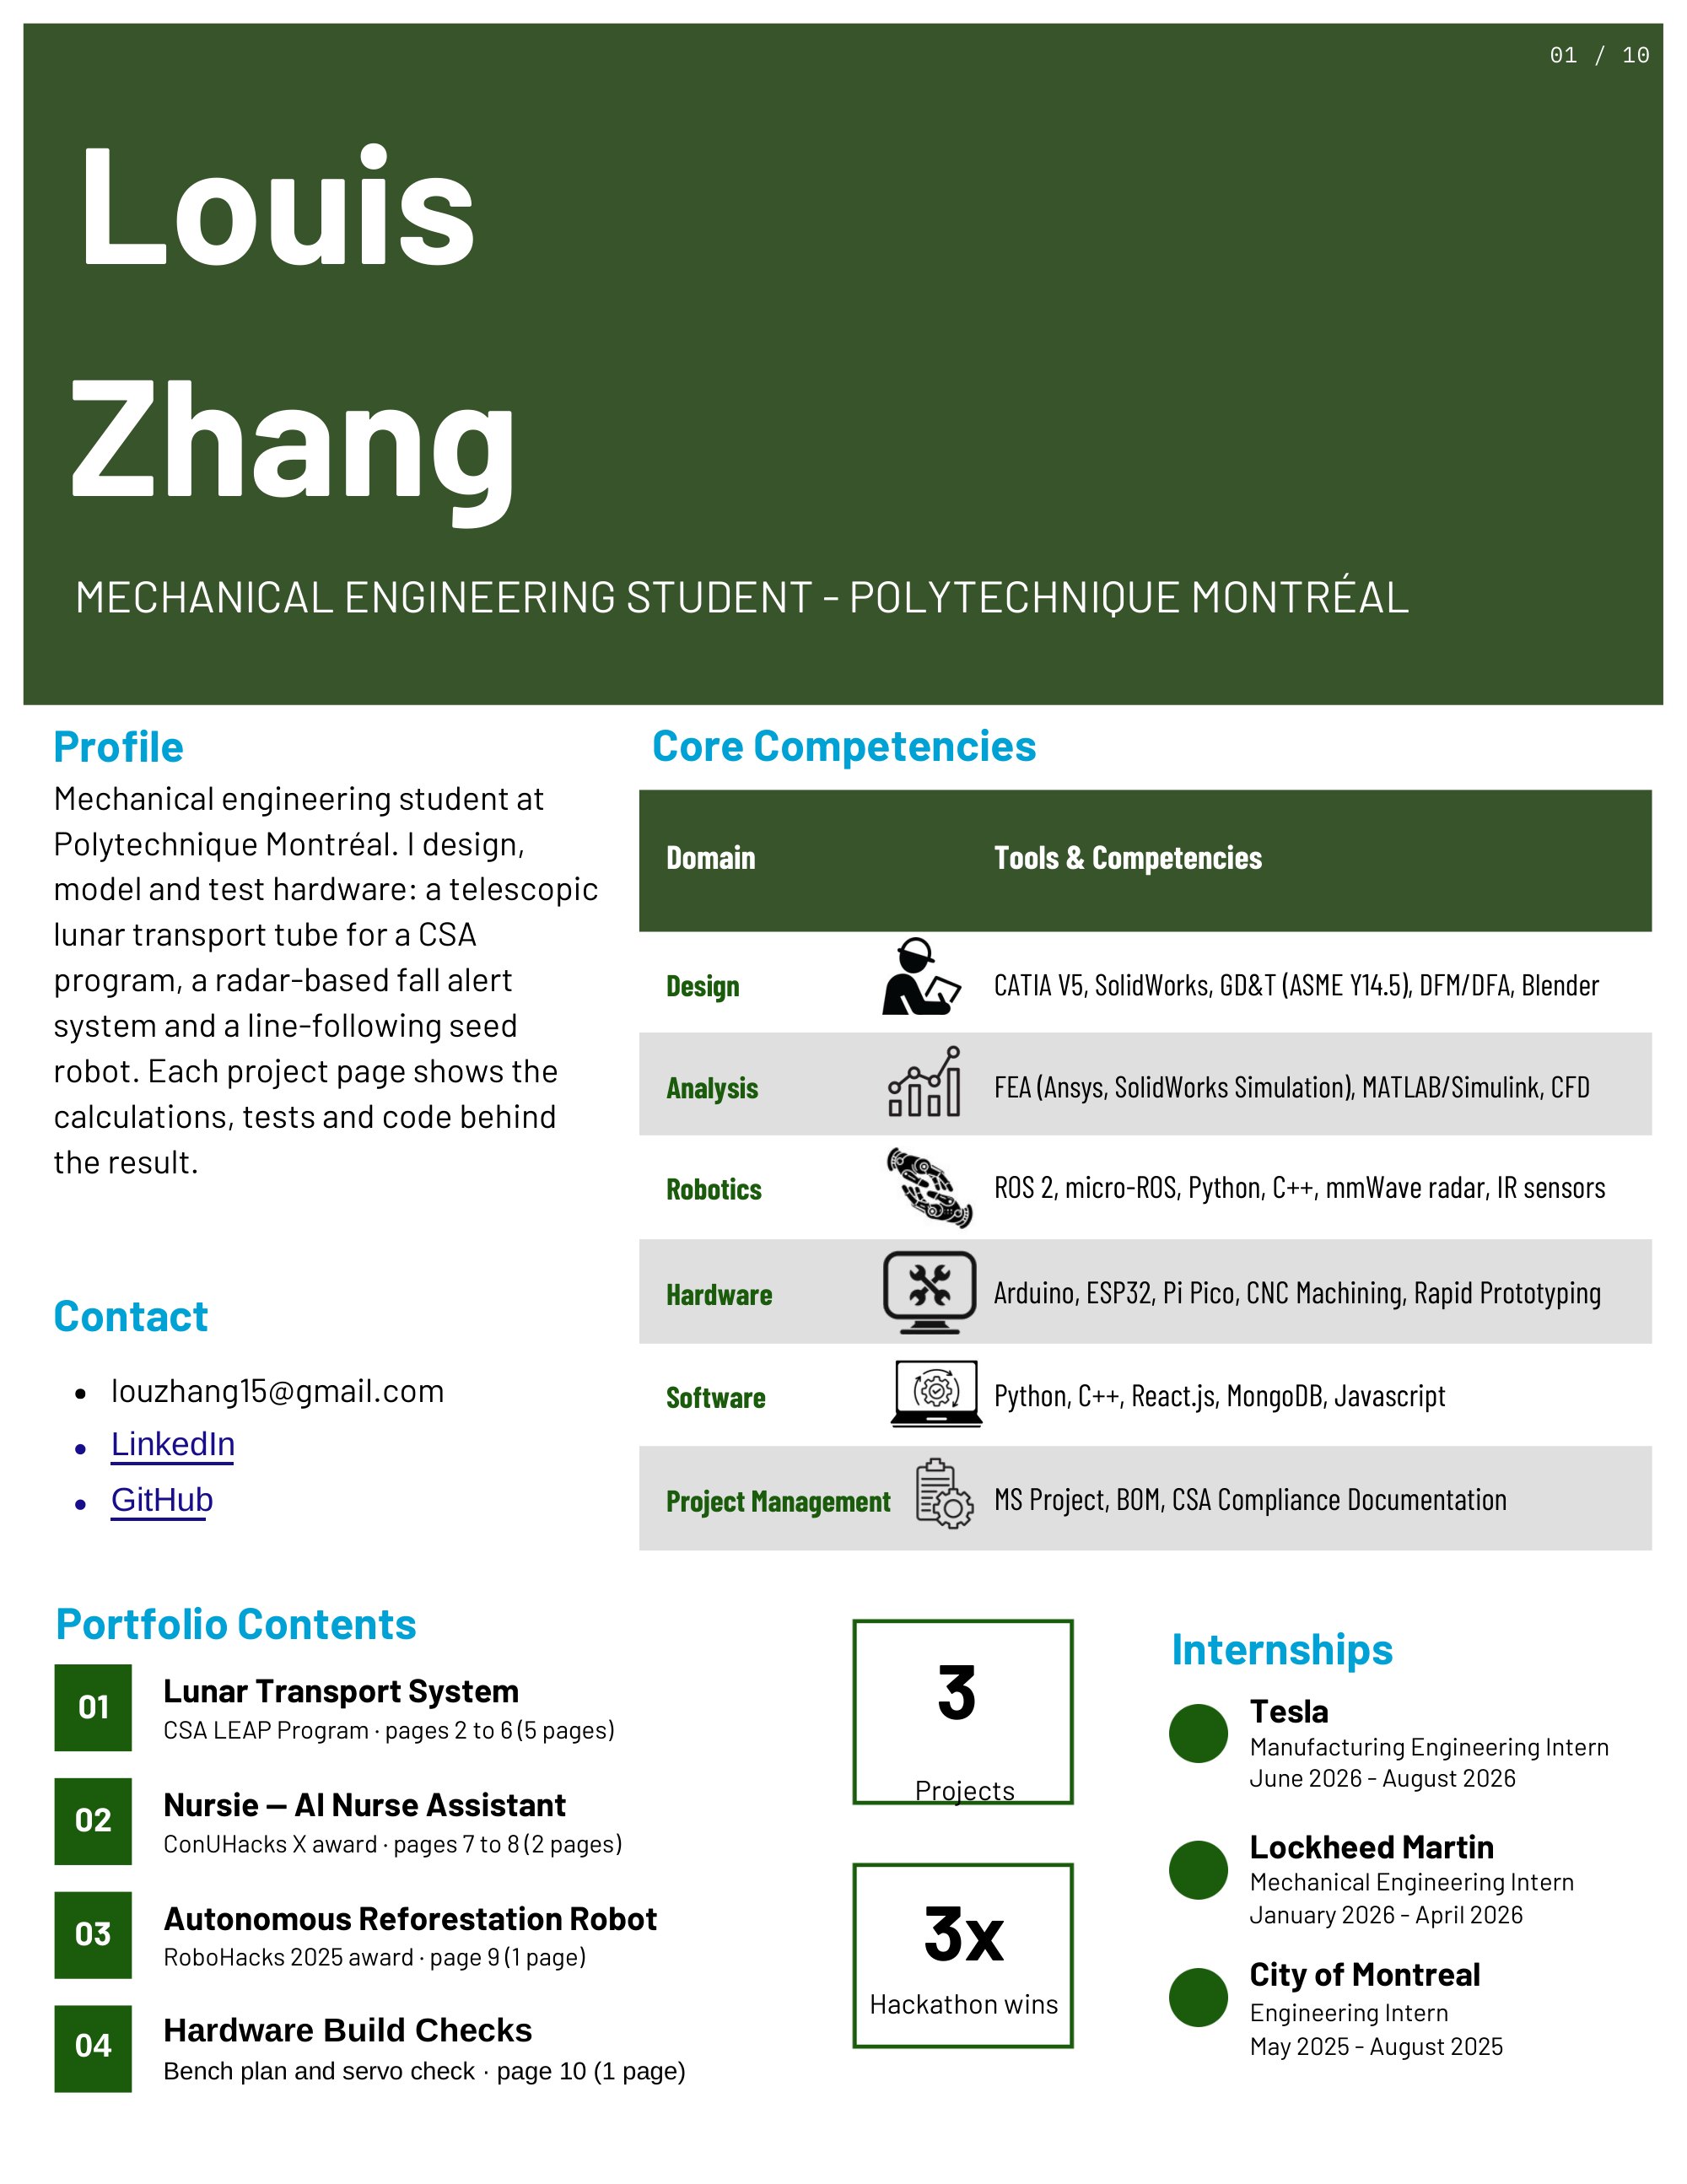 01 / 10
Louis
Zhang
MECHANICAL ENGINEERING STUDENT - POLYTECHNIQUE MONTRÉAL
Profile
Mechanical engineering student at
Polytechnique Montréal. I design,
model and test hardware: a telescopic
lunar transport tube for a CSA
program, a radar-based fall alert
system and a line-following seed
robot. Each project page shows the
calculations, tests and code behind
the result.
Contact
• louzhang15@gmail.com
• LinkedIn
• GitHub
Core Competencies
Domain Tools & Competencies
Design CATIA V5, SolidWorks, GD&T (ASME Y14.5), DFM/DFA, Blender
Analysis FEA (Ansys, SolidWorks Simulation), MATLAB/Simulink, CFD
Robotics ROS 2, micro-ROS, Python, C++, mmWave radar, IR sensors
Hardware Arduino, ESP32, Pi Pico, CNC Machining, Rapid Prototyping
Software Python, C++, React.js, MongoDB, Javascript
Project Management MS Project, BOM, CSA Compliance Documentation
Portfolio Contents
01 Lunar Transport System
CSA LEAP Program · pages 2 to 6 (5 pages)
02 Nursie — AI Nurse Assistant
ConUHacks X award · pages 7 to 8 (2 pages)
03 Autonomous Reforestation Robot
RoboHacks 2025 award · page 9 (1 page)
04 Hardware Build Checks
Bench plan and servo check · page 10 (1 page)
3
Projects
3x
Hackathon wins
Internships
Tesla
Manufacturing Engineering Intern
June 2026 - August 2026
Lockheed Martin
Mechanical Engineering Intern
January 2026 - April 2026
City of Montreal
Engineering Intern
May 2025 - August 2025